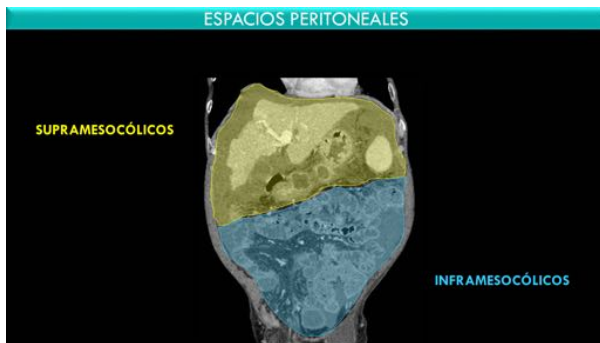 ESPACIOS PERITONEALES
SUPRAMESOCÓLICOS
INFRAMESOCÓLICOS